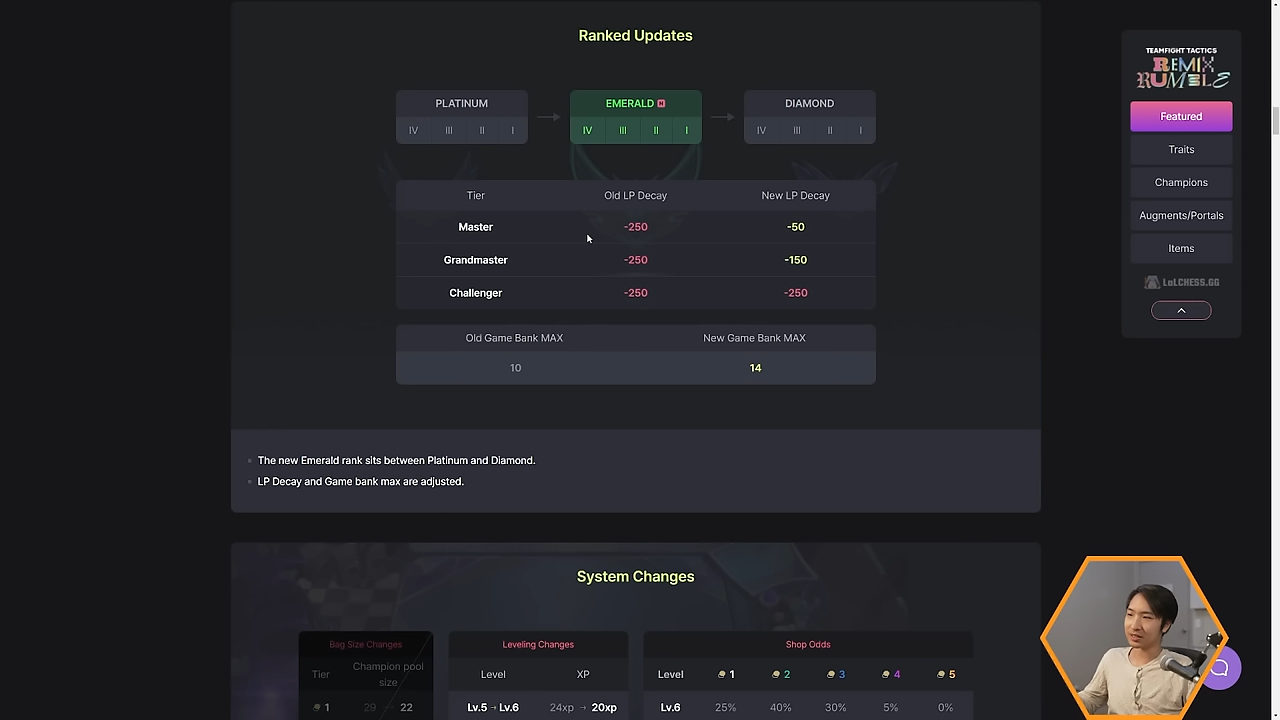 Ranked Updates
PLATINUM
IV III II I
EMERALD N
IV III II I
DIAMOND
IV III II I
Tier Old LP Decay New LP Decay
Master -250 -50
Grandmaster -250 -150
Challenger -250 -250
Old Game Bank MAX New Game Bank MAX
10 14
The new Emerald rank sits between Platinum and Diamond.
LP Decay and Game bank max are adjusted.
System Changes
Bag Size Changes
Tier Champion pool size
1 29 → 22
Leveling Changes
Level XP
Lv.5 → Lv.6 24xp → 20xp
Shop Odds
Level 1 2 3 4 5
Lv.6 25% 40% 30% 5% 0%
TEAMFIGHT TACTICS
REMIX
RUMBLE
Featured
Traits
Champions
Augments/Portals
Items
LoLCHESS.GG